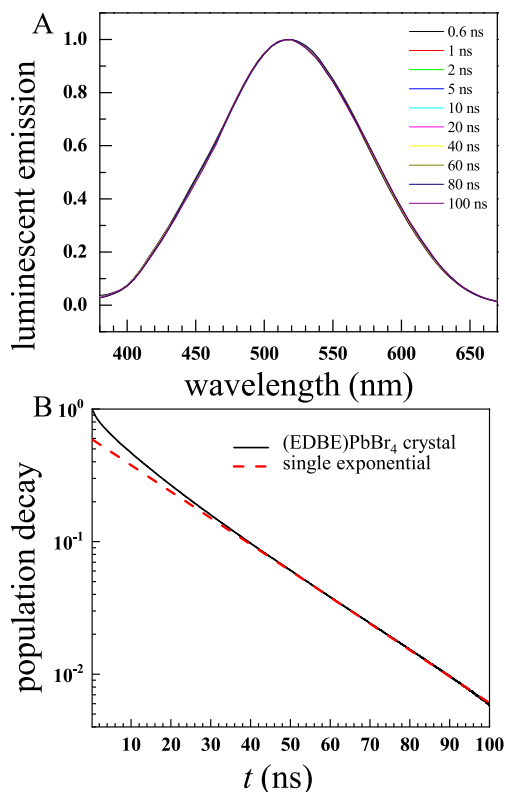 A
luminescent emission
1.0
0.8
0.6
0.4
0.2
0.0
0.6 ns
1 ns
2 ns
5 ns
10 ns
20 ns
40 ns
60 ns
80 ns
100 ns
400 450 500 550 600 650
wavelength (nm)
B
population decay
10⁰
10⁻¹
10⁻²
(EDBE)PbBr₄ crystal
single exponential
10 20 30 40 50 60 70 80 90 100
t (ns)